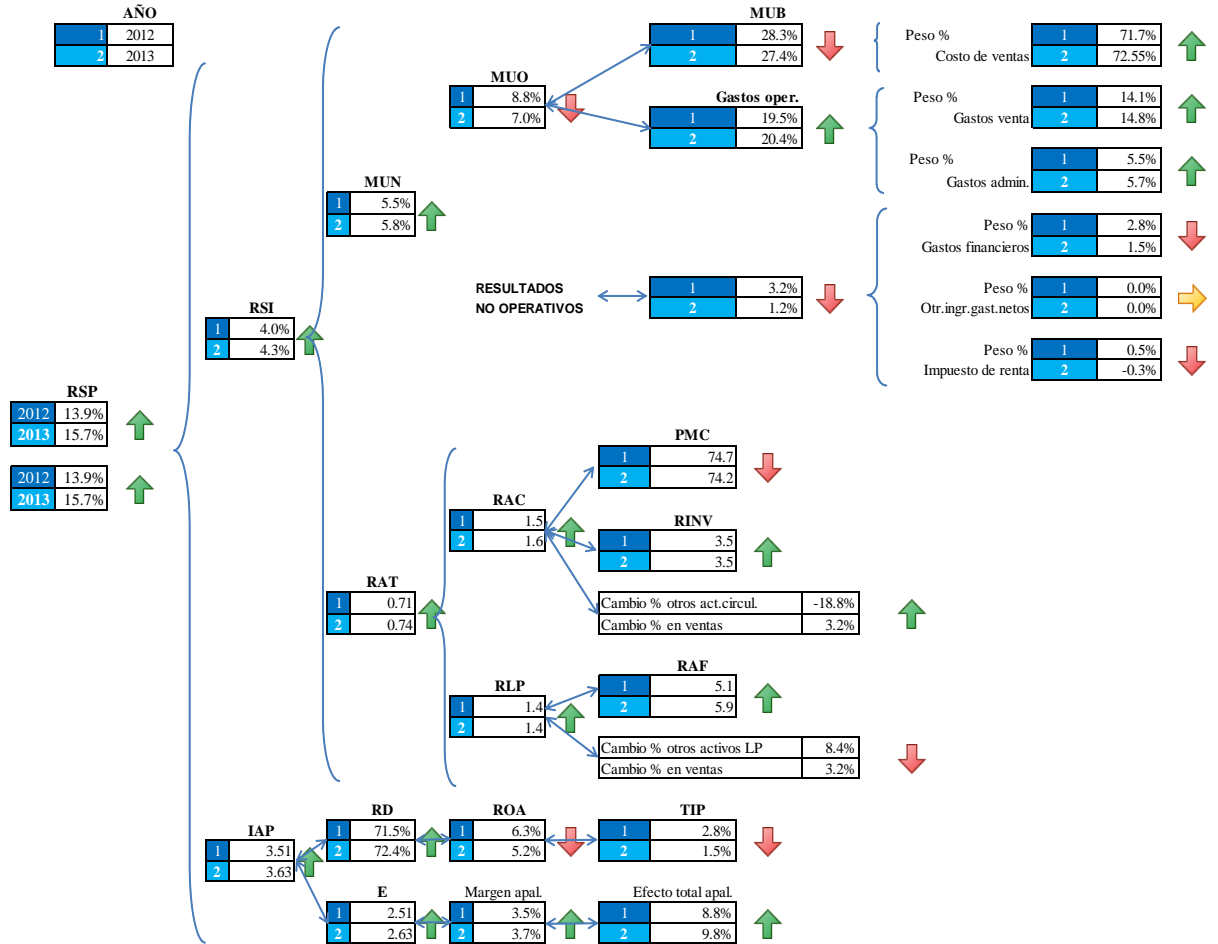 AÑO
1 2012
2 2013
RSP
2012 13.9%
2013 15.7%
2012 13.9%
2013 15.7%
RSI
1 4.0%
2 4.3%
MUN
1 5.5%
2 5.8%
MUO
1 8.8%
2 7.0%
MUB
1 28.3%
2 27.4%
Peso %
Costo de ventas
1 71.7%
2 72.55%
Gastos oper.
1 19.5%
2 20.4%
Peso %
Gastos venta
1 14.1%
2 14.8%
Peso %
Gastos admin.
1 5.5%
2 5.7%
RESULTADOS
NO OPERATIVOS
1 3.2%
2 1.2%
Peso %
Gastos financieros
1 2.8%
2 1.5%
Peso %
Otr.ingr.gast.netos
1 0.0%
2 0.0%
Peso %
Impuesto de renta
1 0.5%
2 -0.3%
RAT
1 0.71
2 0.74
RAC
1 1.5
2 1.6
PMC
1 74.7
2 74.2
RINV
1 3.5
2 3.5
Cambio % otros act.circul. -18.8%
Cambio % en ventas 3.2%
RLP
1 1.4
2 1.4
RAF
1 5.1
2 5.9
Cambio % otros activos LP 8.4%
Cambio % en ventas 3.2%
IAP
1 3.51
2 3.63
RD
1 71.5%
2 72.4%
ROA
1 6.3%
2 5.2%
TIP
1 2.8%
2 1.5%
E
1 2.51
2 2.63
Margen apal.
1 3.5%
2 3.7%
Efecto total apal.
1 8.8%
2 9.8%